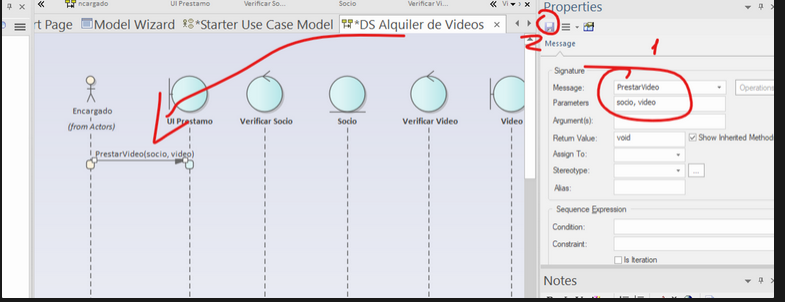 ncargado
UI Prestamo
Verificar So...
Socio
Verificar Vi...
Vi
Properties
rt Page
Model Wizard
*Starter Use Case Model
*DS Alquiler de Videos
2
1
Message
Signature
Message:
PrestarVideo
Operations
Parameters
socio, video
Argument(s):
Return Value:
void
Show Inherited Method
Assign To:
Stereotype:
...
Alias:
Sequence Expression
Condition:
Constraint:
Is Iteration
Notes
Encargado
(from Actors)
UI Prestamo
Verificar Socio
Socio
Verificar Video
Video
PrestarVideo(socio, video)